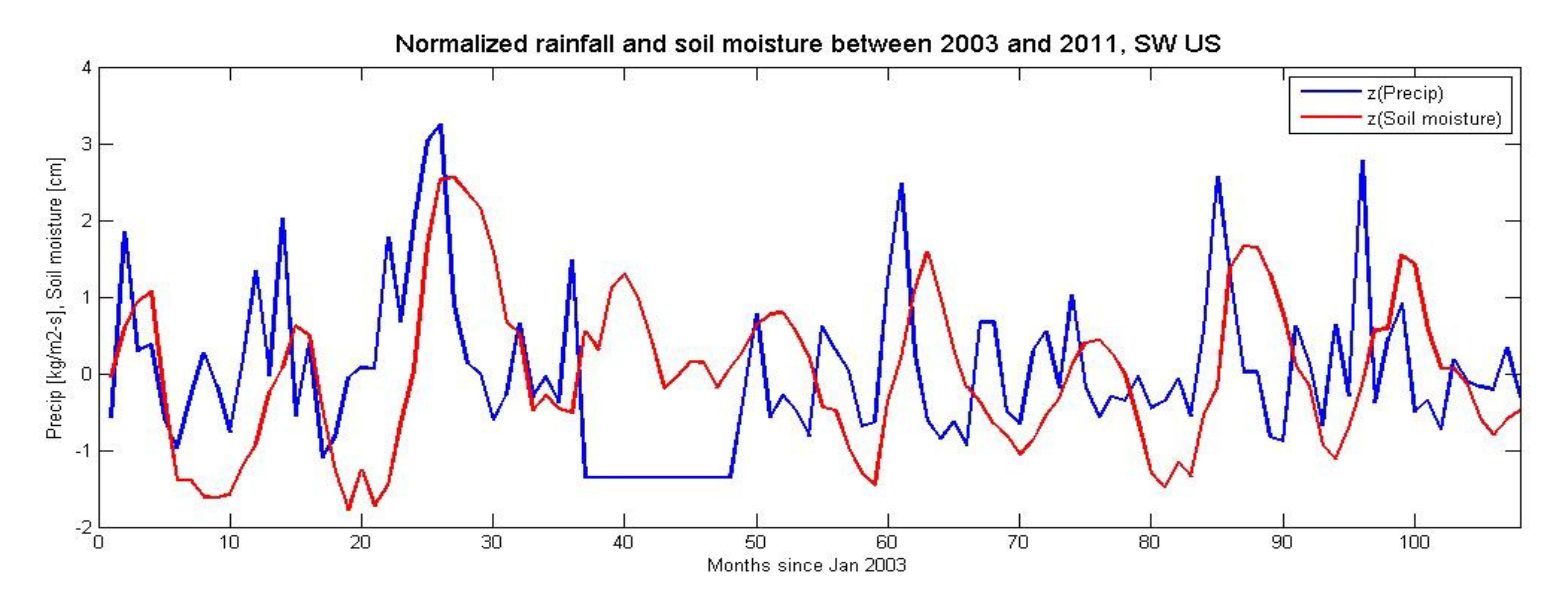 Normalized rainfall and soil moisture between 2003 and 2011, SW US
z(Precip)
z(Soil moisture)
Precip [kg/m2-s], Soil moisture [cm]
4
3
2
1
0
-1
-2
0 10 20 30 40 50 60 70 80 90 100
Months since Jan 2003